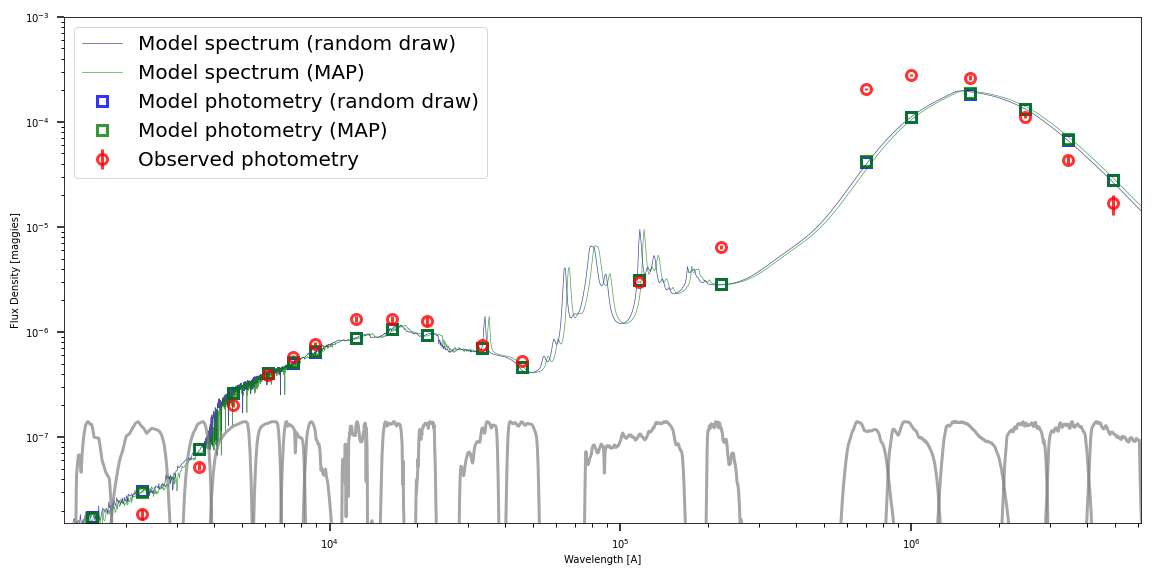 Model spectrum (random draw)
Model spectrum (MAP)
Model photometry (random draw)
Model photometry (MAP)
Observed photometry
Flux Density [maggies]
10⁻³
10⁻⁴
10⁻⁵
10⁻⁶
10⁻⁷
10⁴
10⁵
10⁶
Wavelength [A]